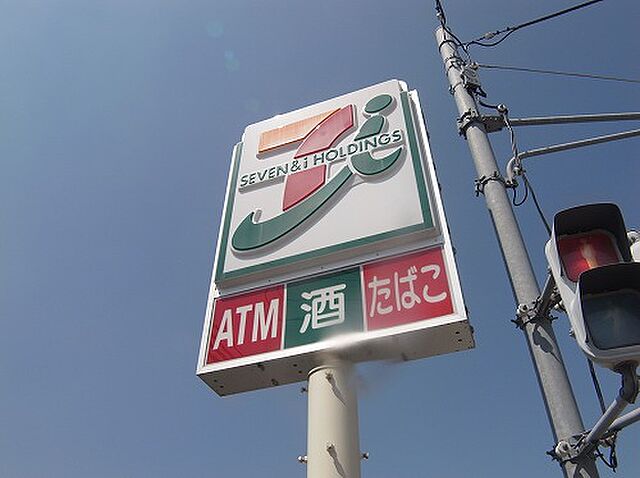 SEVEN&i HOLDINGS
ATM 酒 たばこ